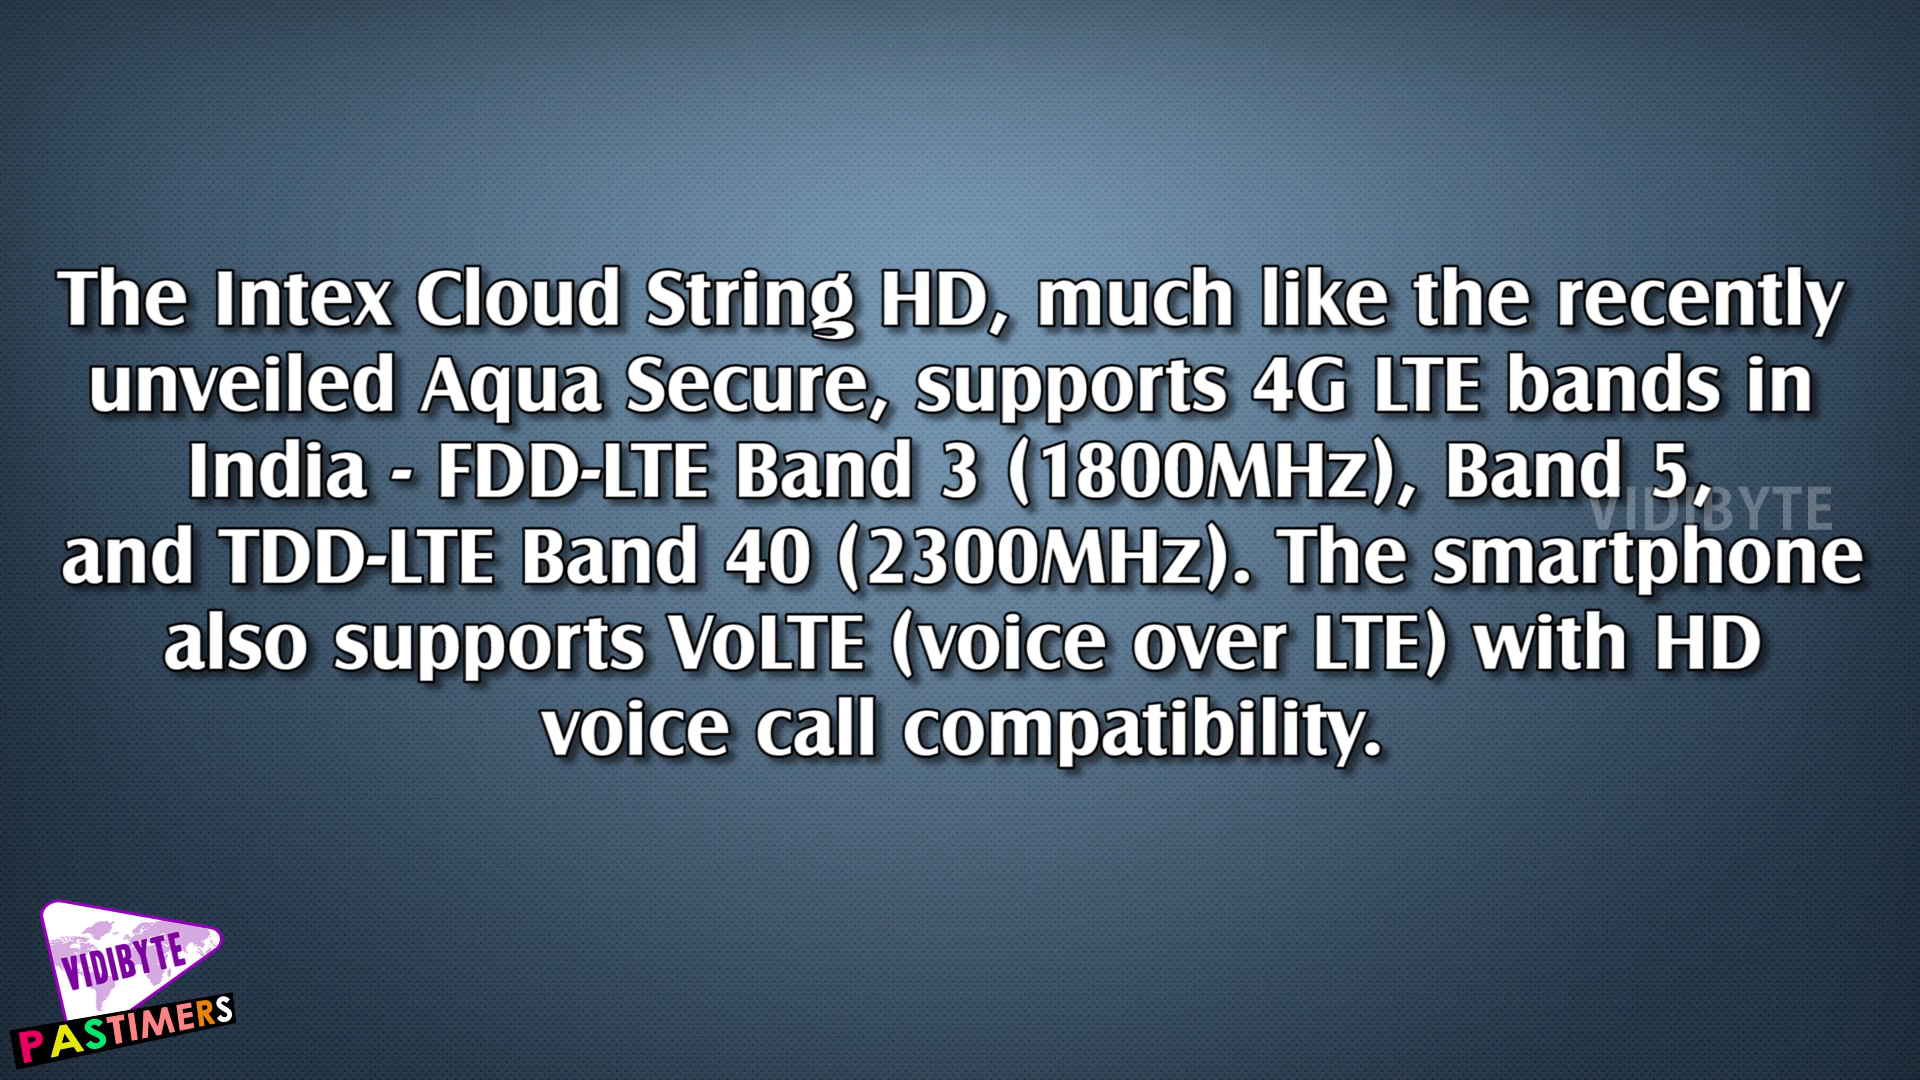 The Intex Cloud String HD, much like the recently
unveiled Aqua Secure, supports 4G LTE bands in
India - FDD-LTE Band 3 (1800MHz), Band 5,
VIDIBYTE
and TDD-LTE Band 40 (2300MHz). The smartphone
also supports VoLTE (voice over LTE) with HD
voice call compatibility.
VIDIBYTE
PASTIMERS